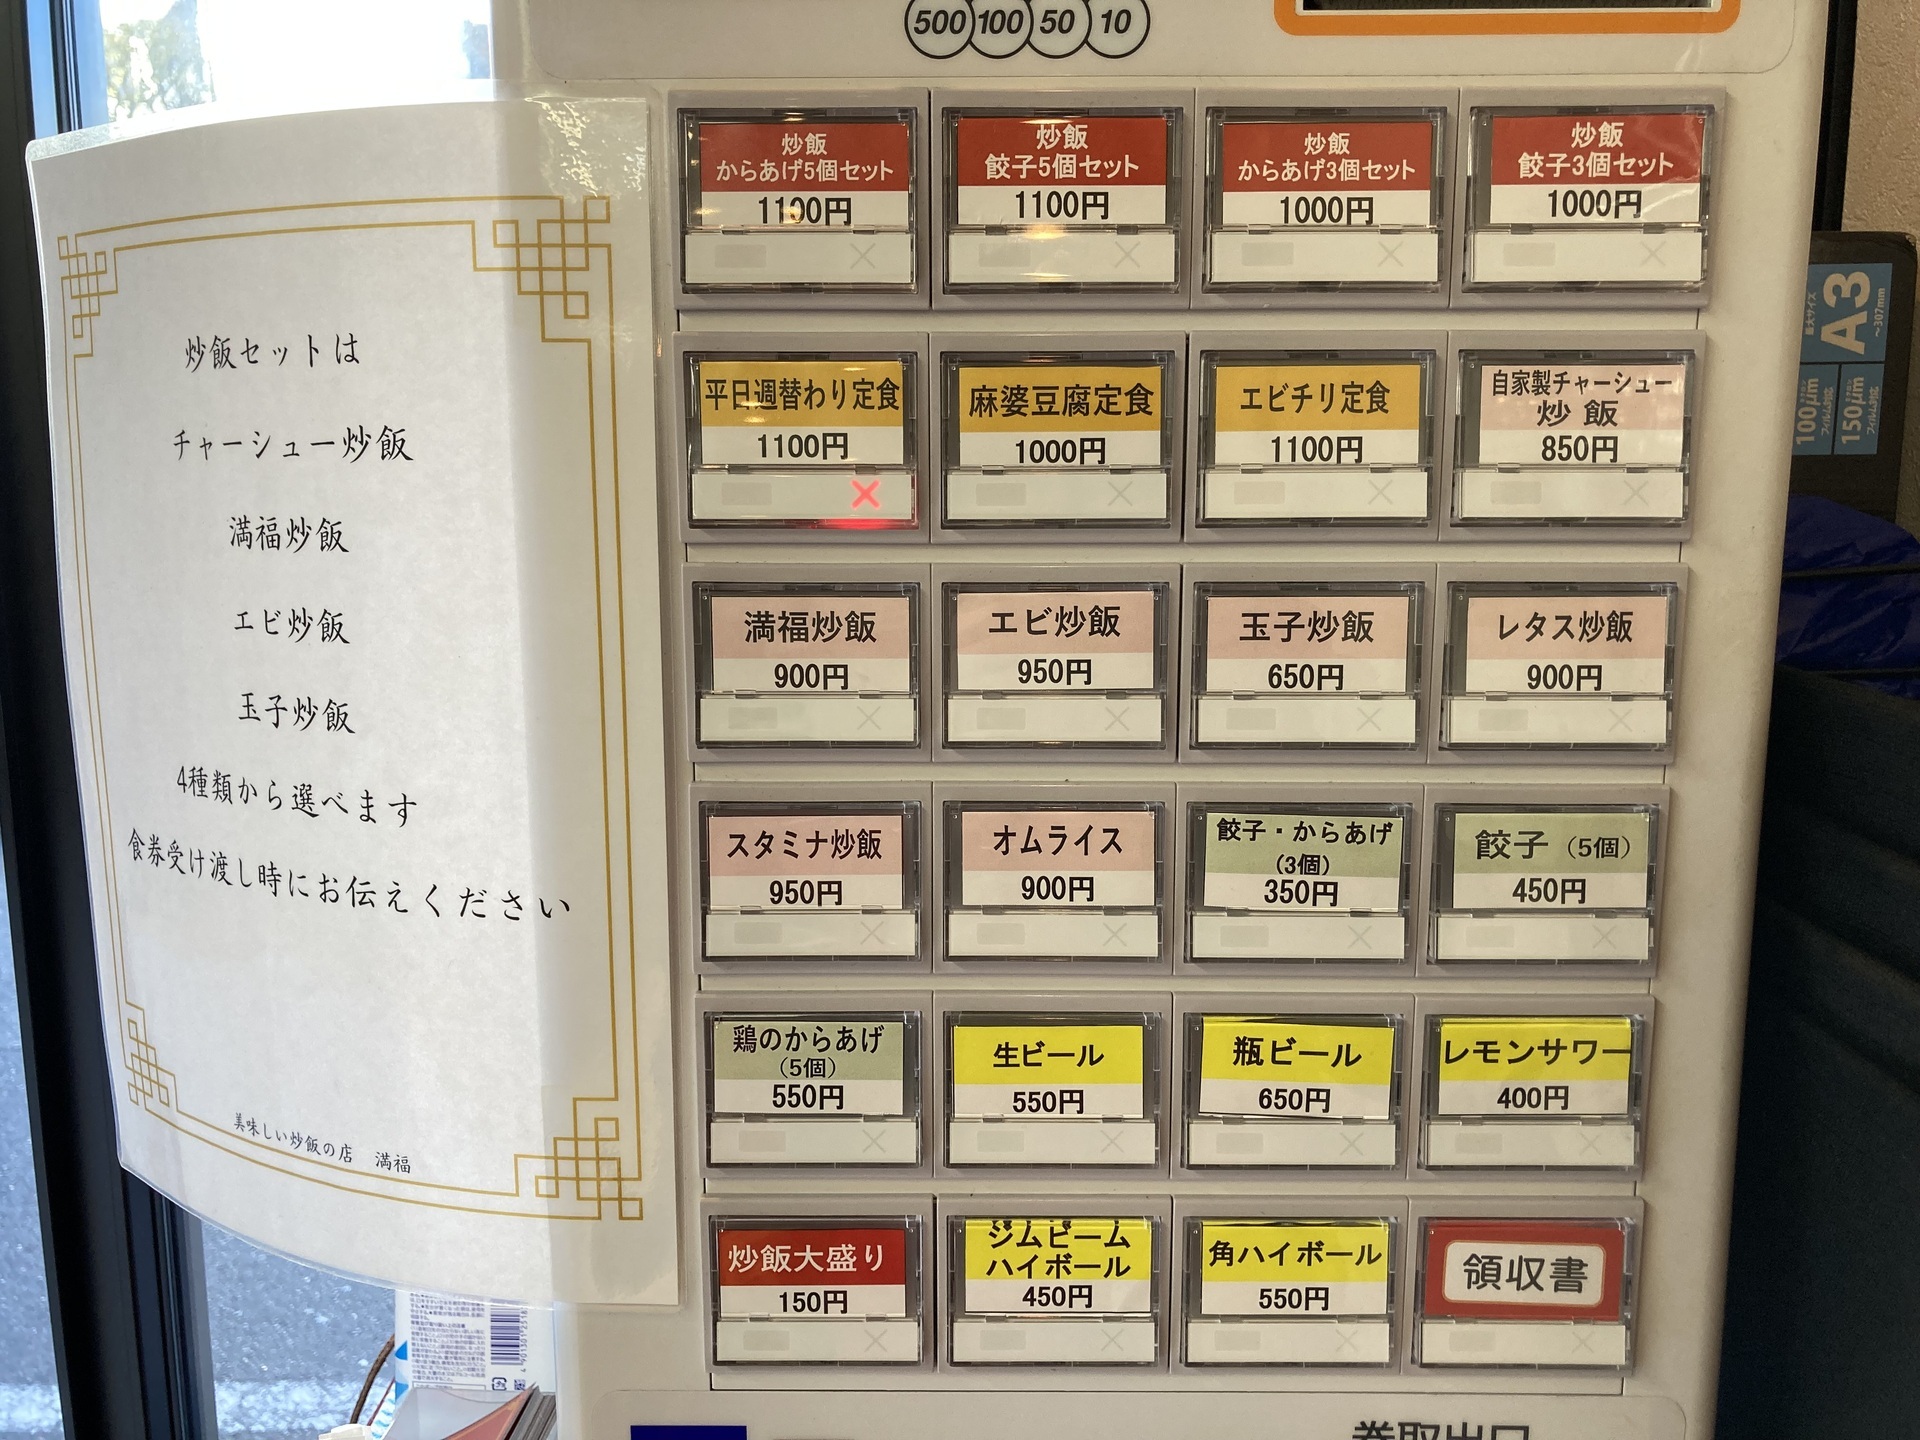 500 100 50 10
炒飯セットは
チャーシュー炒飯
満福炒飯
エビ炒飯
玉子炒飯
4種類から選べます
食券受け渡し時にお伝えください
美味しい炒飯の店 満福
炒飯
からあげ5個セット
1100円
炒飯
餃子5個セット
1100円
炒飯
からあげ3個セット
1000円
炒飯
餃子3個セット
1000円
平日週替わり定食
1100円
麻婆豆腐定食
1000円
エビチリ定食
1100円
自家製チャーシュー
炒飯
850円
満福炒飯
900円
エビ炒飯
950円
玉子炒飯
650円
レタス炒飯
900円
スタミナ炒飯
950円
オムライス
900円
餃子・からあげ
(3個)
350円
餃子(5個)
450円
鶏のからあげ
(5個)
550円
生ビール
550円
瓶ビール
650円
レモンサワー
400円
炒飯大盛り
150円
ジムビーム
ハイボール
450円
角ハイボール
550円
領収書
券取出口
最大サイズ
A3
～307mm
100μm
150μm